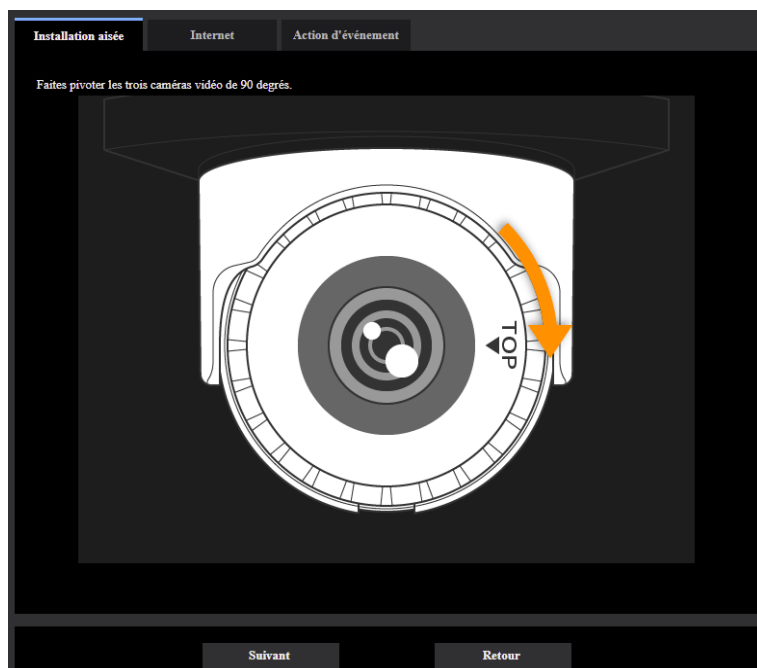 Installation aisée
Internet
Action d'événement
Faites pivoter les trois caméras vidéo de 90 degrés.
TOP
Suivant
Retour